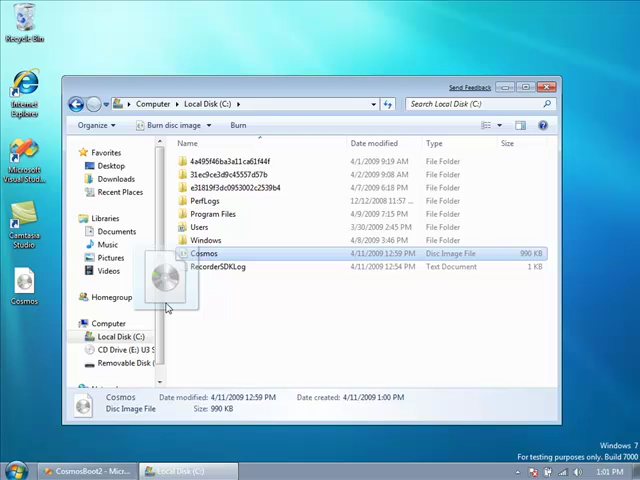 Recycle Bin
Internet
Explorer
Microsoft
Visual Stud...
Camtasia
Studio
Cosmos
Send Feedback
Computer
Local Disk (C:)
Search Local Disk (C:)
Organize
Burn disc image
Burn
Name
Date modified
Type
Size
Favorites
Desktop
Downloads
Recent Places
Libraries
Documents
Music
Pictures
Videos
Homegroup
Computer
Local Disk (C:)
CD Drive (E:) U3 S
Removable Disk (
4a495f46ba3a11ca61f44f 4/1/2009 9:19 AM File Folder
31ec9ce3d9c45557cd57b 4/2/2009 9:08 AM File Folder
e31819f3dc0953002c2539b4 4/7/2009 6:18 PM File Folder
PerfLogs 12/12/2008 11:57 ... File Folder
Program Files 4/9/2009 7:15 PM File Folder
Users 3/30/2009 2:45 PM File Folder
Windows 4/8/2009 3:46 PM File Folder
Cosmos 4/11/2009 12:59 PM Disc Image File 990 KB
RecorderSDKLog 4/11/2009 12:54 PM Text Document 1 KB
Cosmos Date modified: 4/11/2009 12:59 PM Date created: 4/11/2009 1:00 PM
Disc Image File Size: 990 KB
Windows 7
For testing purposes only. Build 7000
CosmosBoot2 - Micr...
Local Disk (C:)
1:01 PM